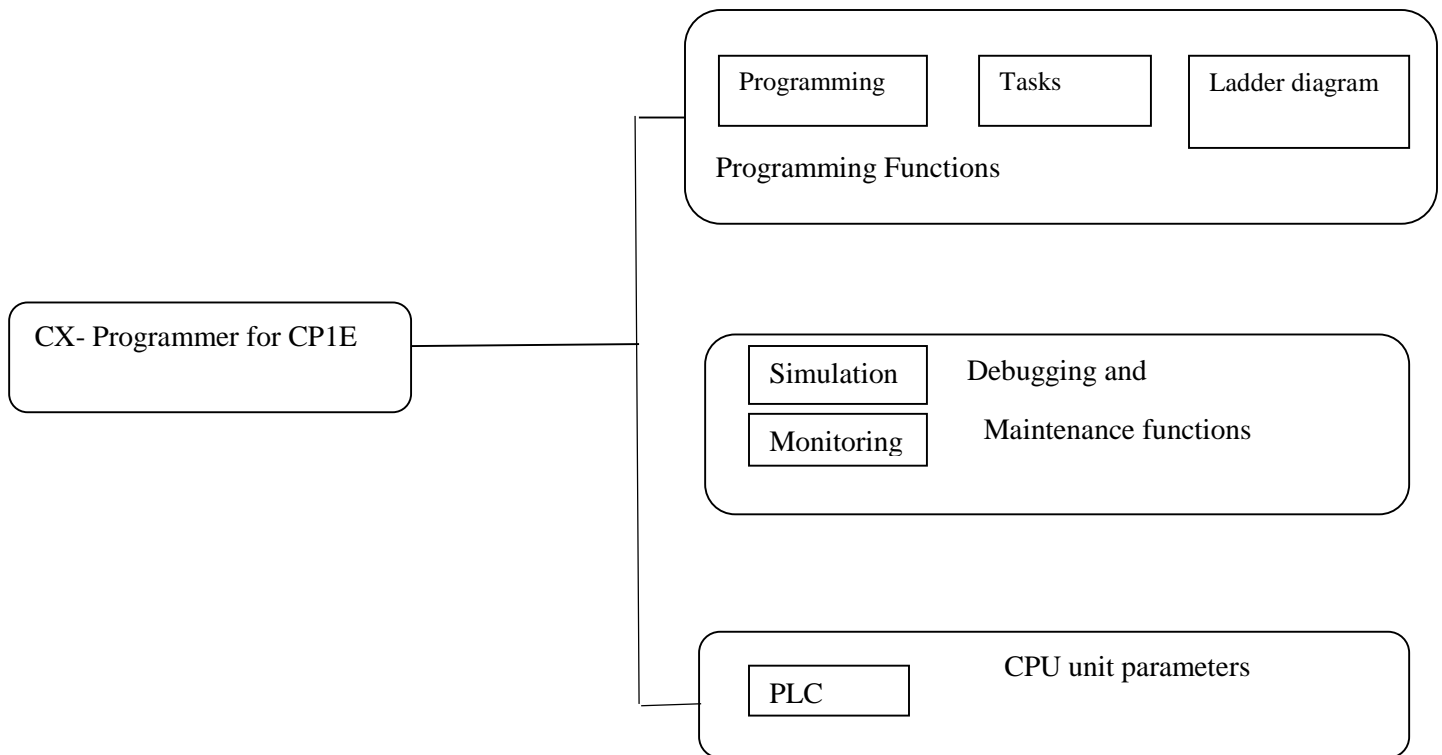 Programming
Tasks
Ladder diagram
Programming Functions
CX- Programmer for CP1E
Simulation
Debugging and
Monitoring
Maintenance functions
CPU unit parameters
PLC